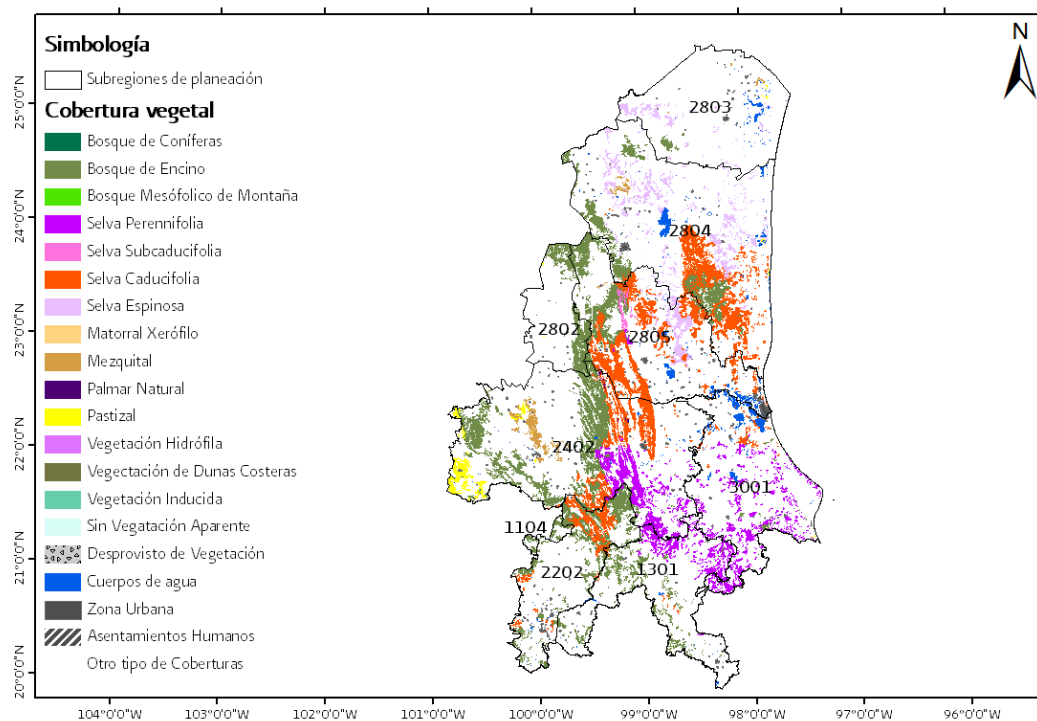 Simbología
Subregiones de planeación
Cobertura vegetal
Bosque de Coníferas
Bosque de Encino
Bosque Mesófolico de Montaña
Selva Perennifolia
Selva Subcaducifolia
Selva Caducifolia
Selva Espinosa
Matorral Xerófilo
Mezquital
Palmar Natural
Pastizal
Vegetación Hidrófila
Vegectación de Dunas Costeras
Vegetación Inducida
Sin Vegatación Aparente
Desprovisto de Vegetación
Cuerpos de agua
Zona Urbana
Asentamientos Humanos
Otro tipo de Coberturas
N
2803
2804
2802
2805
2402
3001
1104
2202
1301
25°0'0"N
24°0'0"N
23°0'0"N
22°0'0"N
21°0'0"N
20°0'0"N
104°0'0"W
103°0'0"W
102°0'0"W
101°0'0"W
100°0'0"W
99°0'0"W
98°0'0"W
97°0'0"W
96°0'0"W